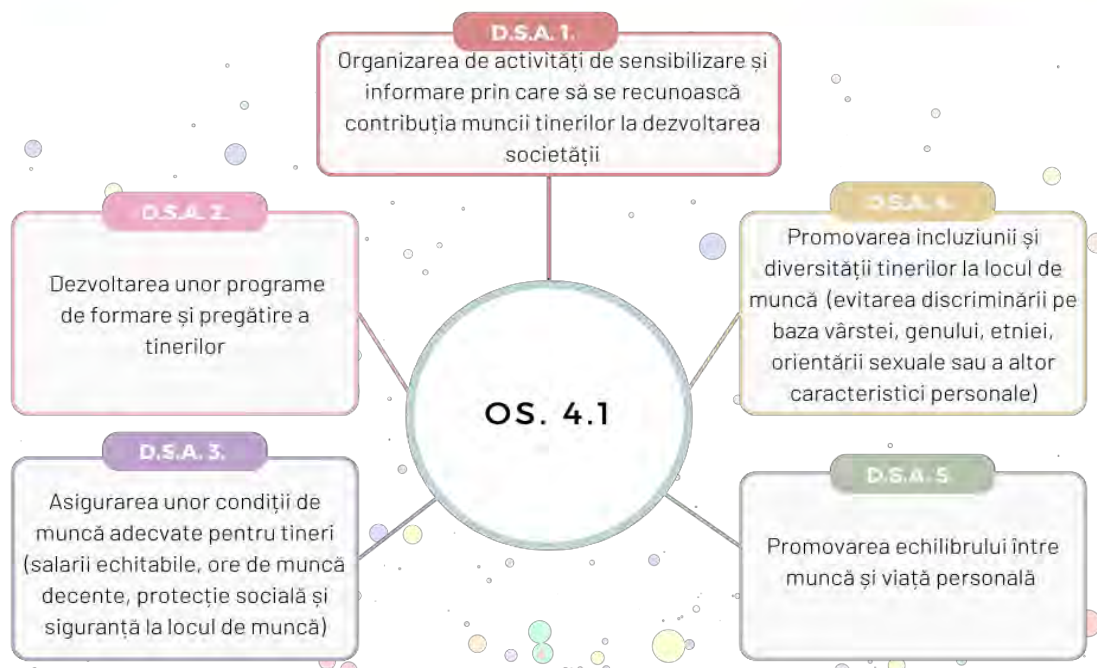 D.S.A. 1.
Organizarea de activități de sensibilizare și
informare prin care să se recunoască
contribuția muncii tinerilor la dezvoltarea
societății
D.S.A. 2.
Dezvoltarea unor programe
de formare și pregătire a
tinerilor
D.S.A. 4.
Promovarea incluziunii și
diversității tinerilor la locul de
muncă (evitarea discriminării pe
baza vârstei, genului, etniei,
orientării sexuale sau a altor
caracteristici personale)
OS. 4.1
D.S.A. 3.
Asigurarea unor condiții de
muncă adecvate pentru tineri
(salarii echitabile, ore de muncă
decente, protecție socială și
siguranță la locul de muncă)
D.S.A. 5.
Promovarea echilibrului între
muncă și viață personală